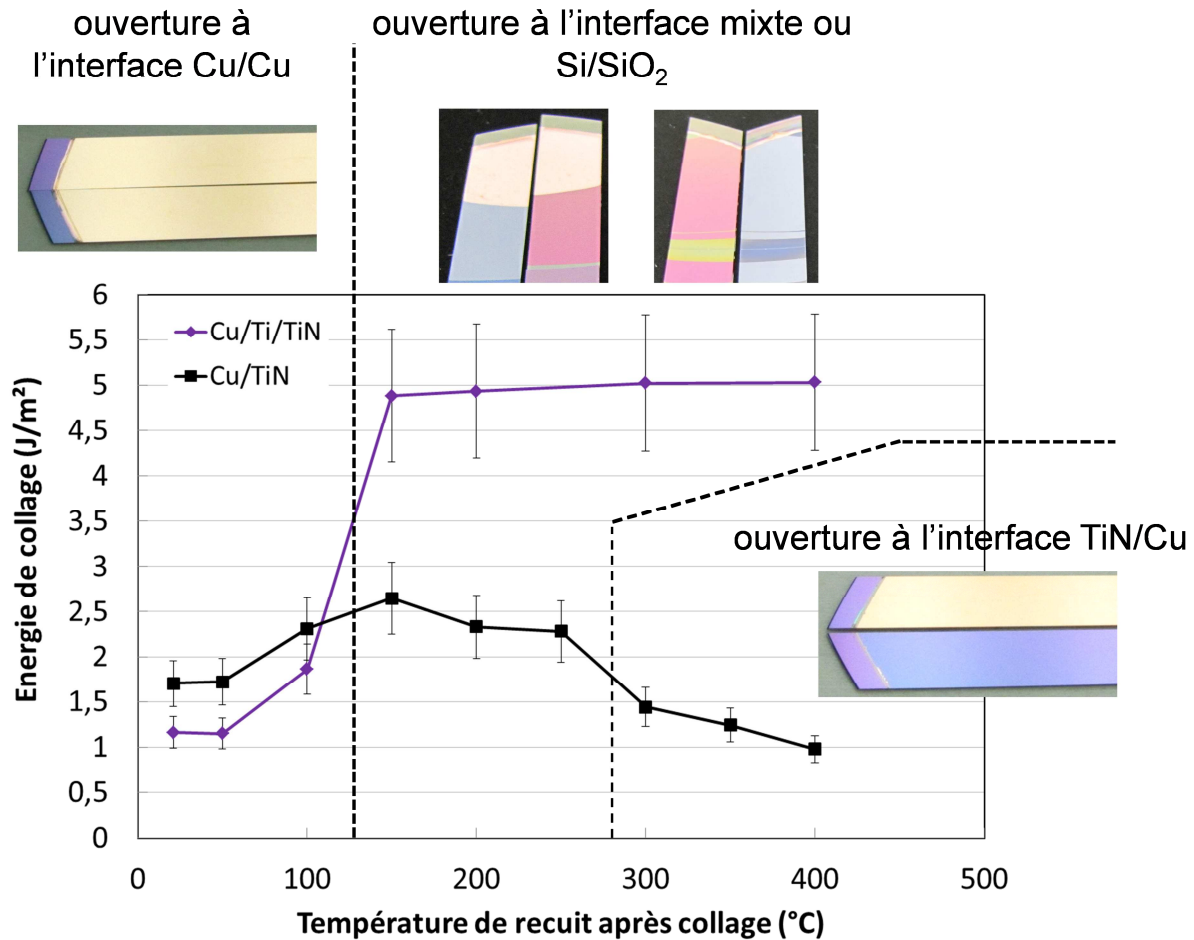 ouverture à
l'interface Cu/Cu
ouverture à l'interface mixte ou
Si/SiO₂
6
5,5
5
4,5
4
3,5
3
2,5
2
1,5
1
0,5
0
Energie de collage (J/m²)
Cu/Ti/TiN
Cu/TiN
ouverture à l'interface TiN/Cu
0 100 200 300 400 500
Température de recuit après collage (°C)